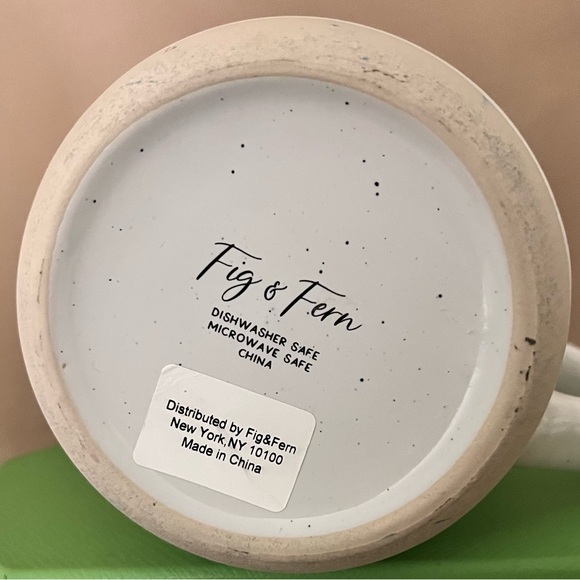 Fig & Fern
DISHWASHER SAFE
MICROWAVE SAFE
CHINA
Distributed by Fig&Fern
New York,NY 10100
Made in China